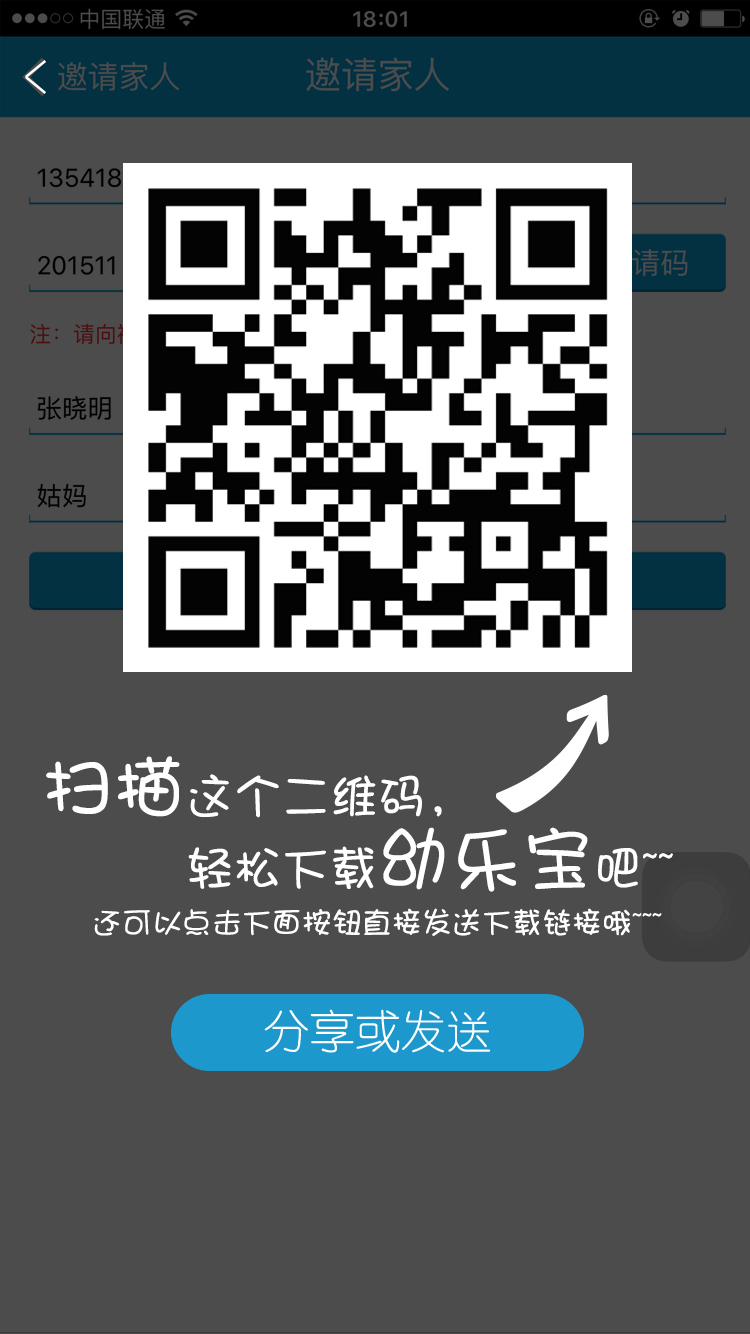 中国联通 18:01
邀请家人 邀请家人
135418
201511 请码
注：请向
张晓明
姑妈
扫描这个二维码，
轻松下载幼乐宝吧~~
还可以点击下面按钮直接发送下载链接哦~~~
分享或发送